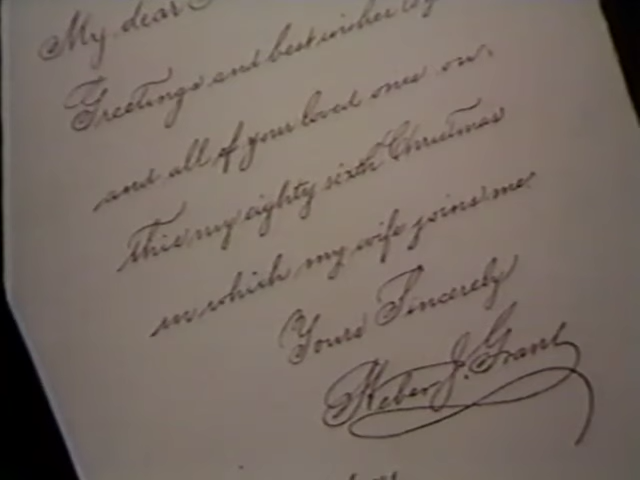 My dear
Greetings and best wishes to
and all of your loved ones on
this my eighty sixth Christmas
in which my wife joins me
Yours Sincerely
Heber J. Grant